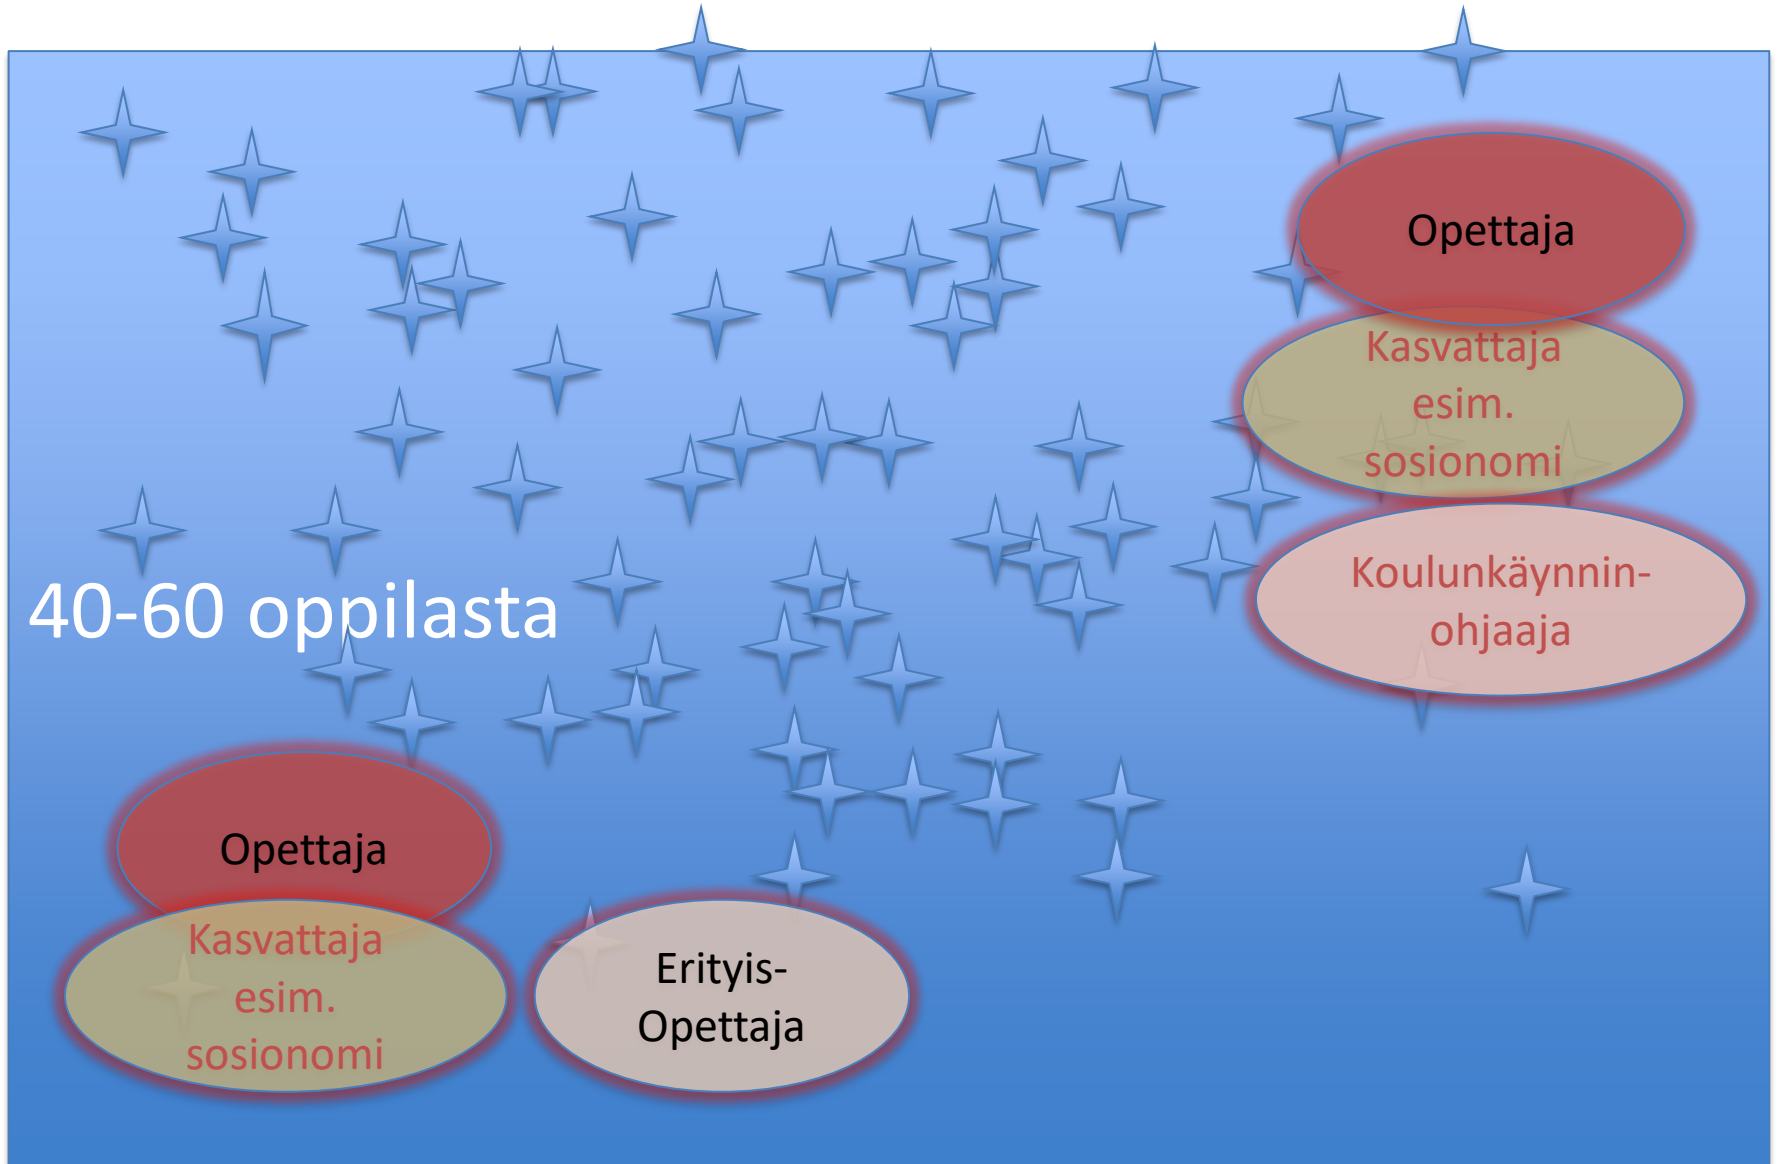 Opettaja
Kasvattaja
esim.
sosionomi
Koulunkäynnin-
ohjaaja
40-60 oppilasta
Opettaja
Kasvattaja
esim.
sosionomi
Erityis-
Opettaja